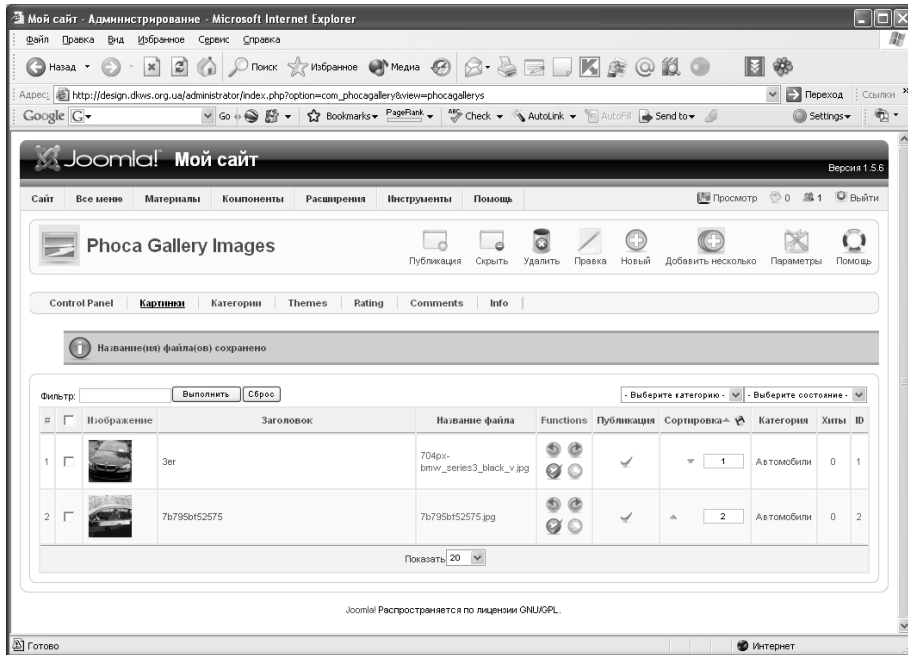 Мой сайт - Администрирование - Microsoft Internet Explorer
Файл Правка Вид Избранное Сервис Справка
Назад Поиск Избранное Медиа
Адрес: http://design.dkws.org.ua/administrator/index.php?option=com_phocagallery&view=phocagallerys Переход Ссылки »
Google G Go Bookmarks PageRank ABC Check AutoLink AutoFill Send to Settings
Joomla! Мой сайт
Версия 1.5.6
Сайт Все меню Материалы Компоненты Расширения Инструменты Помощь Просмотр 0 1 Выйти
Phoca Gallery Images
Публикация Скрыть Удалить Правка Новый Добавить несколько Параметры Помощь
Control Panel Картинки Категории Themes Rating Comments Info
Название(ия) файла(ов) сохранено
Фильтр: Выполнить Сброс - Выберите категорию - - Выберите состояние -
# Изображение Заголовок Название файла Functions Публикация Сортировка Категория Хиты ID
1 3er 704px-bmw_series3_black_v.jpg 1 Автомобили 0 1
2 7b795bf52575 7b795bf52575.jpg 2 Автомобили 0 2
Показать 20
Joomla! Распространяется по лицензии GNU/GPL.
Готово Интернет